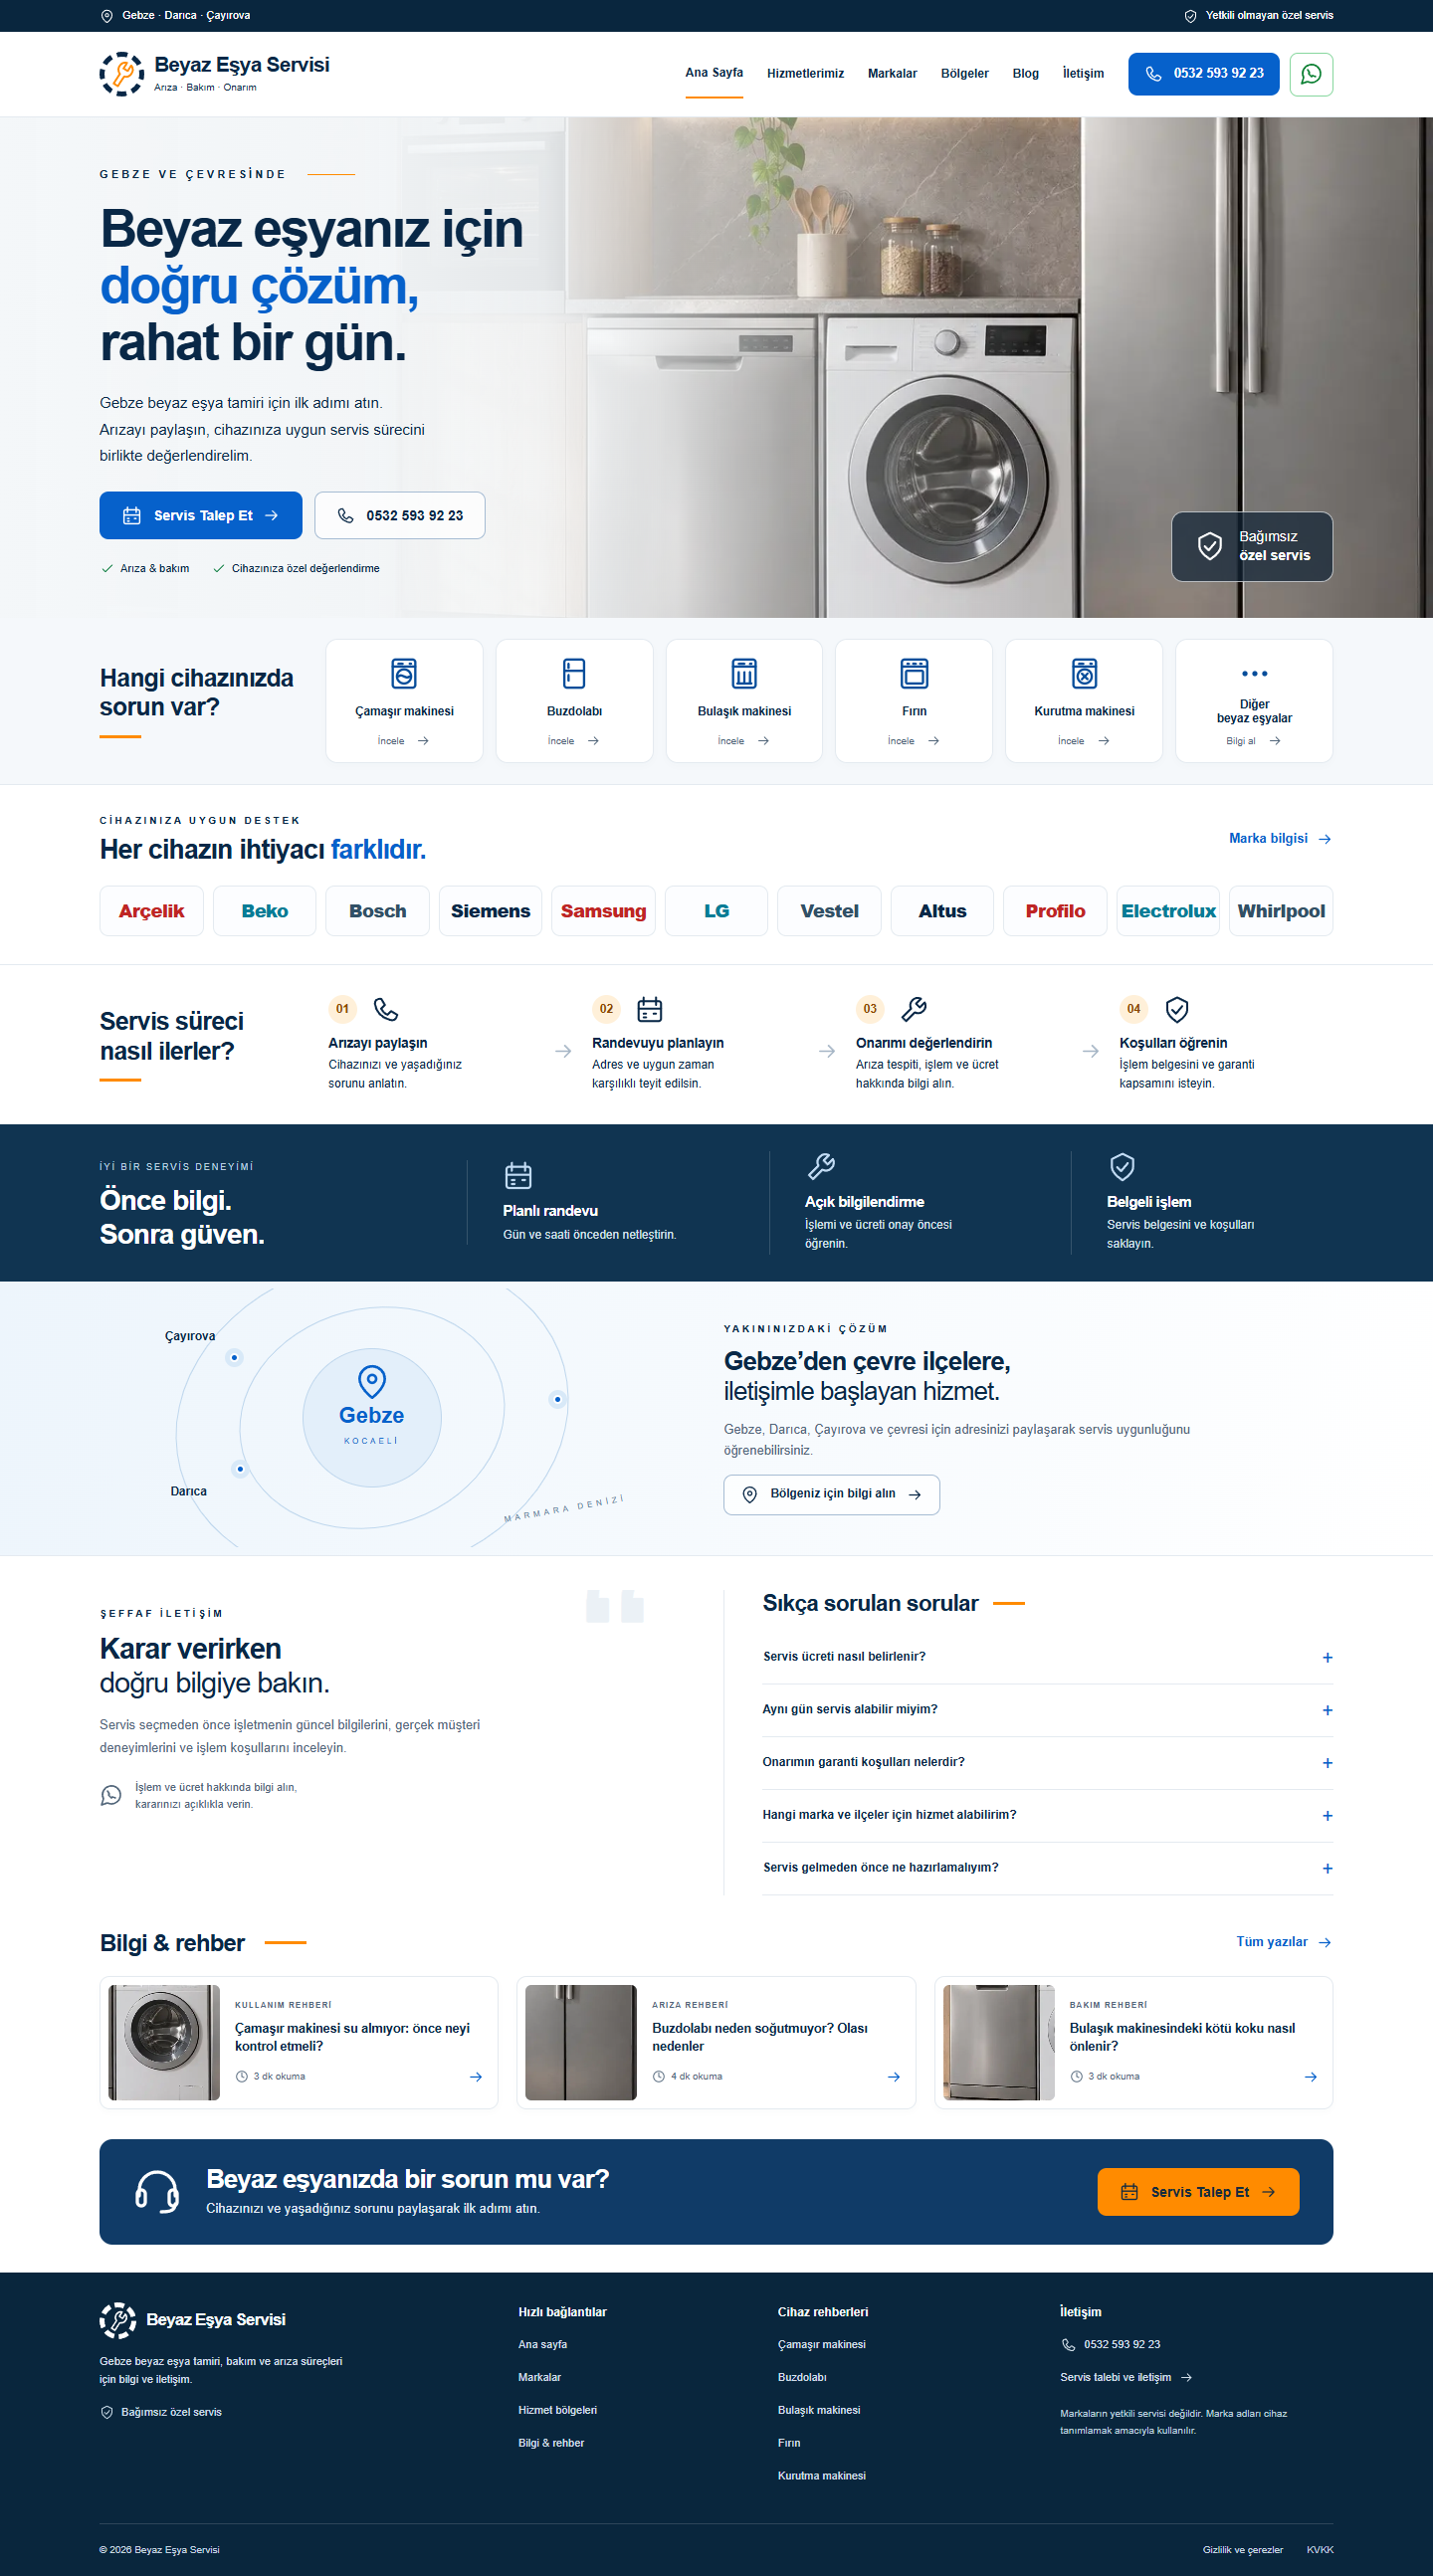 Gebze · Darıca · Çayırova
Yetkili olmayan özel servis
Beyaz Eşya Servisi
Arıza · Bakım · Onarım
Ana Sayfa
Hizmetlerimiz
Markalar
Bölgeler
Blog
İletişim
0532 593 92 23
GEBZE VE ÇEVRESİNDE
Beyaz eşyanız için
doğru çözüm,
rahat bir gün.
Gebze beyaz eşya tamiri için ilk adımı atın.
Arızayı paylaşın, cihazınıza uygun servis sürecini
birlikte değerlendirelim.
Servis Talep Et
0532 593 92 23
Arıza & bakım
Cihazınıza özel değerlendirme
Bağımsız
özel servis
Hangi cihazınızda
sorun var?
Çamaşır makinesi
İncele
Buzdolabı
İncele
Bulaşık makinesi
İncele
Fırın
İncele
Kurutma makinesi
İncele
Diğer
beyaz eşyalar
Bilgi al
CİHAZINIZA UYGUN DESTEK
Her cihazın ihtiyacı farklıdır.
Marka bilgisi
Arçelik
Beko
Bosch
Siemens
Samsung
LG
Vestel
Altus
Profilo
Electrolux
Whirlpool
Servis süreci
nasıl ilerler?
01
Arızayı paylaşın
Cihazınızı ve yaşadığınız
sorunu anlatın.
02
Randevuyu planlayın
Adres ve uygun zaman
karşılıklı teyit edilsin.
03
Onarımı değerlendirin
Arıza tespiti, işlem ve ücret
hakkında bilgi alın.
04
Koşulları öğrenin
İşlem belgesini ve garanti
kapsamını isteyin.
İYİ BİR SERVİS DENEYİMİ
Önce bilgi.
Sonra güven.
Planlı randevu
Gün ve saati önceden netleştirin.
Açık bilgilendirme
İşlemi ve ücreti onay öncesi
öğrenin.
Belgeli işlem
Servis belgesini ve koşulları
saklayın.
Çayırova
Gebze
KOCAELİ
Darıca
MARMARA DENİZİ
YAKINIZDAKİ ÇÖZÜM
Gebze’den çevre ilçelere,
iletişimle başlayan hizmet.
Gebze, Darıca, Çayırova ve çevresi için adresinizi paylaşarak servis uygunluğunu
öğrenebilirsiniz.
Bölgeniz için bilgi alın
ŞEFFAF İLETİŞİM
Karar verirken
doğru bilgiye bakın.
Servis seçmeden önce işletmenin güncel bilgilerini, gerçek müşteri
deneyimlerini ve işlem koşullarını inceleyin.
İşlem ve ücret hakkında bilgi alın,
kararınızı açıklıkla verin.
Sıkça sorulan sorular
Servis ücreti nasıl belirlenir?
+
Aynı gün servis alabilir miyim?
+
Onarımın garanti koşulları nelerdir?
+
Hangi marka ve ilçeler için hizmet alabilirim?
+
Servis gelmeden önce ne hazırlamalıyım?
+
Bilgi & rehber
Tüm yazılar
KULLANIM REHBERİ
Çamaşır makinesi su almıyor: önce neyi
kontrol etmeli?
3 dk okuma
ARIZA REHBERİ
Buzdolabı neden soğutmuyor? Olası
nedenler
4 dk okuma
BAKIM REHBERİ
Bulaşık makinesindeki kötü koku nasıl
önlenir?
3 dk okuma
Beyaz eşyanızda bir sorun mu var?
Cihazınızı ve yaşadığınız sorunu paylaşarak ilk adımı atın.
Servis Talep Et
Beyaz Eşya Servisi
Gebze beyaz eşya tamiri, bakım ve arıza süreçleri
için bilgi ve iletişim.
Bağımsız özel servis
Hızlı bağlantılar
Ana sayfa
Markalar
Hizmet bölgeleri
Bilgi & rehber
Cihaz rehberleri
Çamaşır makinesi
Buzdolabı
Bulaşık makinesi
Fırın
Kurutma makinesi
İletişim
0532 593 92 23
Servis talebi ve iletişim
Markaların yetkili servisi değildir. Marka adları cihaz
tanımlamak amacıyla kullanılır.
© 2026 Beyaz Eşya Servisi
Gizlilik ve çerezler
KVKK